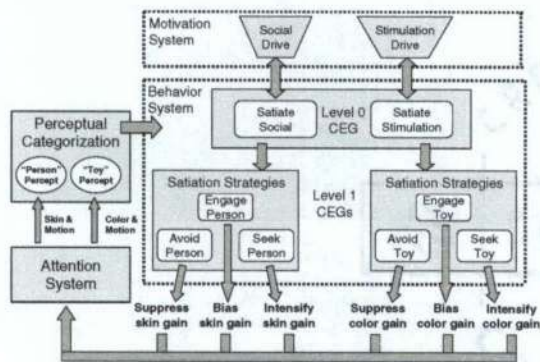 Motivation
System
Social
Drive
Stimulation
Drive
Behavior
System
Satiate
Social
Level 0
CEG
Satiate
Stimulation
Perceptual
Categorization
"Person"
Percept
"Toy"
Percept
Skin &
Motion
Color &
Motion
Attention
System
Satiation Strategies
Engage
Person
Avoid
Person
Seek
Person
Level 1
CEGs
Satiation Strategies
Engage
Toy
Avoid
Toy
Seek
Toy
Suppress
skin gain
Bias
skin gain
Intensify
skin gain
Suppress
color gain
Bias
color gain
Intensify
color gain